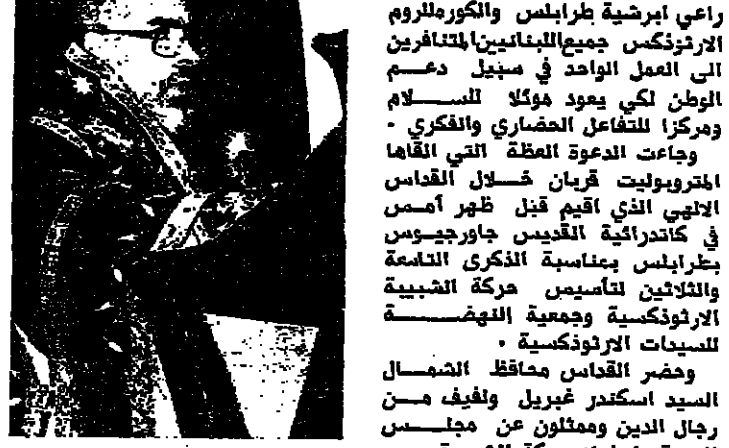 راعي ابرشية طرابلس والكورة للروم
الارثوذكس جميع اللبنانيين المتنافرين
الى العمل الواحد في سبيل دعم
الوطن لكي يعود موئلا للسلام
ومركزا للتفاعل الحضاري والفكري .
وجاءت الدعوة العظة التي القاها
المتروبوليت قربان خلال القداس
الالهي الذي اقيم قبل ظهر أمس
في كاتدرائية القديس جاورجيوس
بطرابلس بمناسبة الذكرى التاسعة
والثلاثين لتأسيس حركة الشبيبة
الارثوذكسية وجمعية النهضة
للسيدات الارثوذكسية .
وحضر القداس محافظ الشمال
السيد اسكندر غبريل ولفيف من
رجال الدين وممثلون عن مجلس